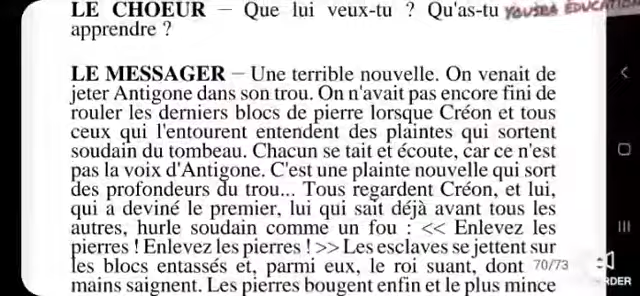 LE CHOEUR – Que lui veux-tu ? Qu'as-tu
YOUSRA EDUCATION
apprendre ?
LE MESSAGER – Une terrible nouvelle. On venait de
jeter Antigone dans son trou. On n'avait pas encore fini de
rouler les derniers blocs de pierre lorsque Créon et tous
ceux qui l'entourent entendent des plaintes qui sortent
soudain du tombeau. Chacun se tait et écoute, car ce n'est
pas la voix d'Antigone. C'est une plainte nouvelle qui sort
des profondeurs du trou... Tous regardent Créon, et lui,
qui a deviné le premier, lui qui sait déjà avant tous les
autres, hurle soudain comme un fou : << Enlevez les
pierres ! Enlevez les pierres ! >> Les esclaves se jettent sur
les blocs entassés et, parmi eux, le roi suant, dont
70/73
mains saignent. Les pierres bougent enfin et le plus mince